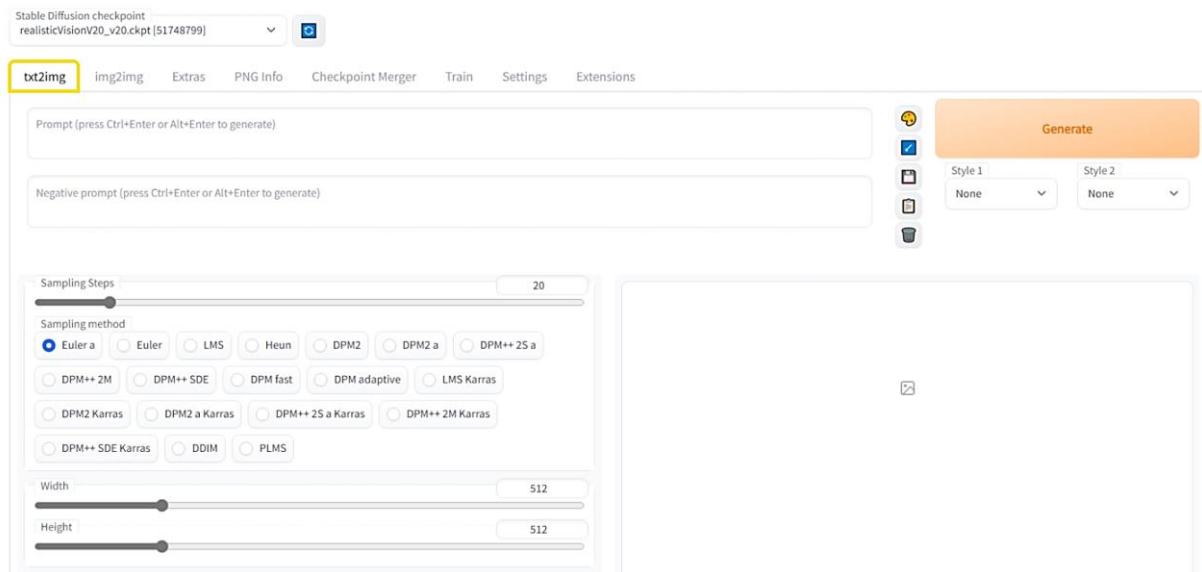 Stable Diffusion checkpoint
realisticVisionV20_v20.ckpt [51748799]
txt2img img2img Extras PNG Info Checkpoint Merger Train Settings Extensions
Prompt (press Ctrl+Enter or Alt+Enter to generate)
Generate
Negative prompt (press Ctrl+Enter or Alt+Enter to generate)
Style 1 Style 2
None None
Sampling Steps 20
Sampling method
Euler a Euler LMS Heun DPM2 DPM2 a DPM++ 2S a
DPM++ 2M DPM++ SDE DPM fast DPM adaptive LMS Karras
DPM2 Karras DPM2 a Karras DPM++ 2S a Karras DPM++ 2M Karras
DPM++ SDE Karras DDIM PLMS
Width 512
Height 512